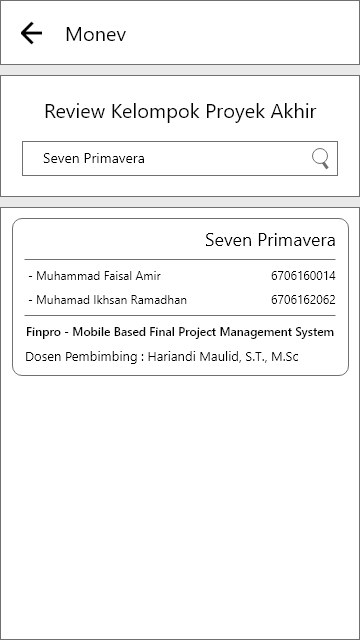 Monev
Review Kelompok Proyek Akhir
Seven Primavera
Seven Primavera
- Muhammad Faisal Amir 6706160014
- Muhamad Ikhsan Ramadhan 6706162062
Finpro - Mobile Based Final Project Management System
Dosen Pembimbing : Hariandi Maulid, S.T., M.Sc